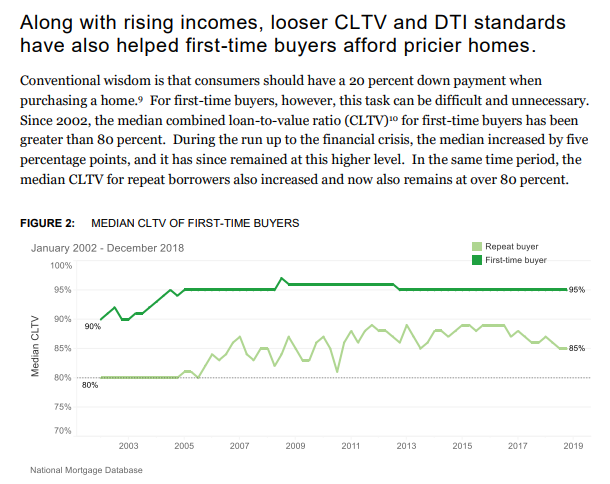 Along with rising incomes, looser CLTV and DTI standards
have also helped first-time buyers afford pricier homes.
Conventional wisdom is that consumers should have a 20 percent down payment when
purchasing a home.⁹  For first-time buyers, however, this task can be difficult and unnecessary.
Since 2002, the median combined loan-to-value ratio (CLTV)¹⁰ for first-time buyers has been
greater than 80 percent.  During the run up to the financial crisis, the median increased by five
percentage points, and it has since remained at this higher level.  In the same time period, the
median CLTV for repeat borrowers also increased and now also remains at over 80 percent.
FIGURE 2: MEDIAN CLTV OF FIRST-TIME BUYERS
January 2002 - December 2018
Repeat buyer
First-time buyer
100%
95%
90%
85%
80%
75%
70%
Median CLTV
90%
80%
95%
85%
2003 2005 2007 2009 2011 2013 2015 2017 2019
National Mortgage Database